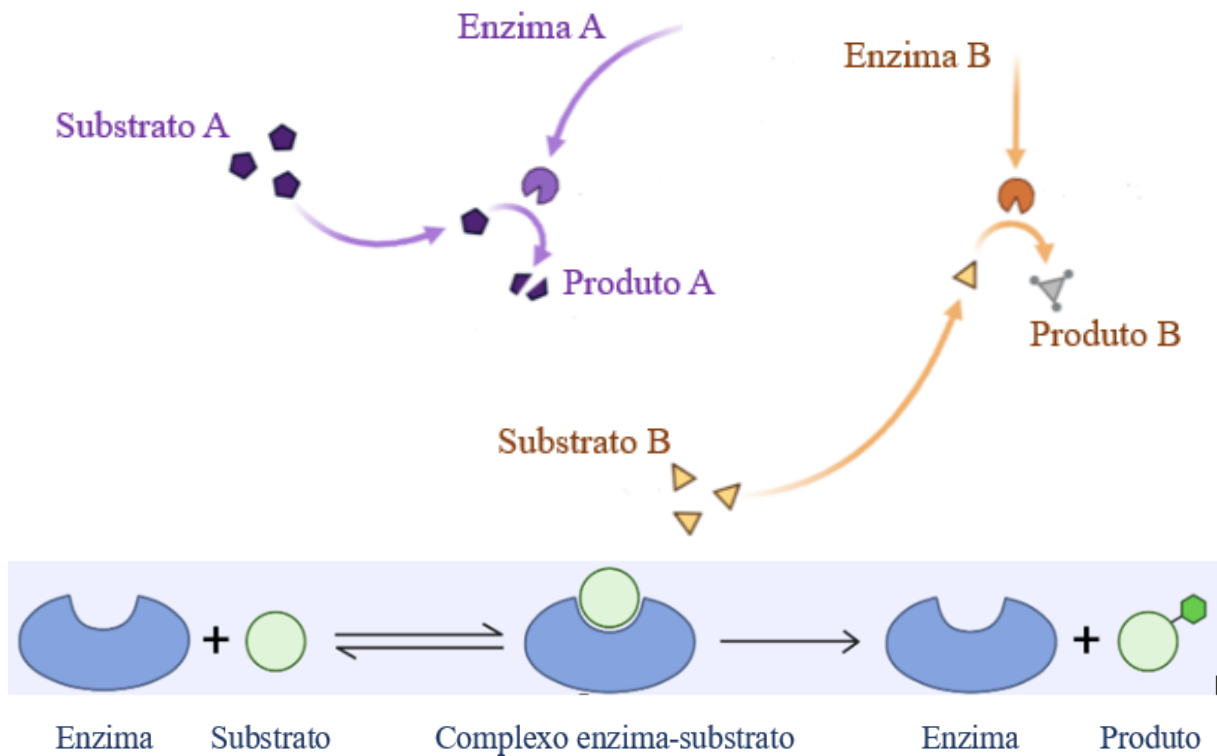 Enzima A
Enzima B
Substrato A
Produto A
Produto B
Substrato B
+
+
Enzima Substrato Complexo enzima-substrato Enzima Produto